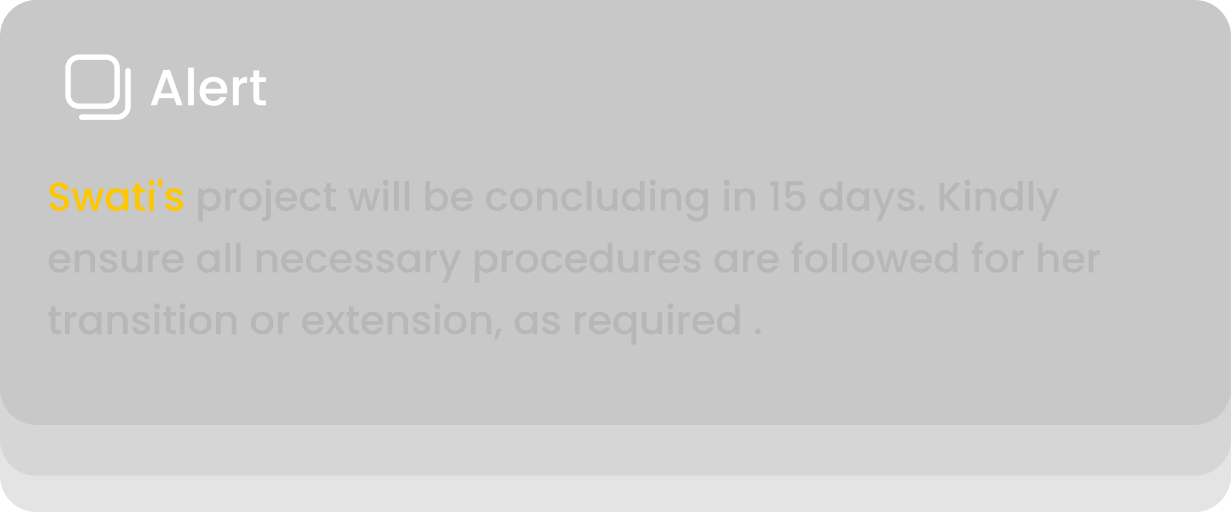 Alert
Swati's project will be concluding in 15 days. Kindly
ensure all necessary procedures are followed for her
transition or extension, as required .